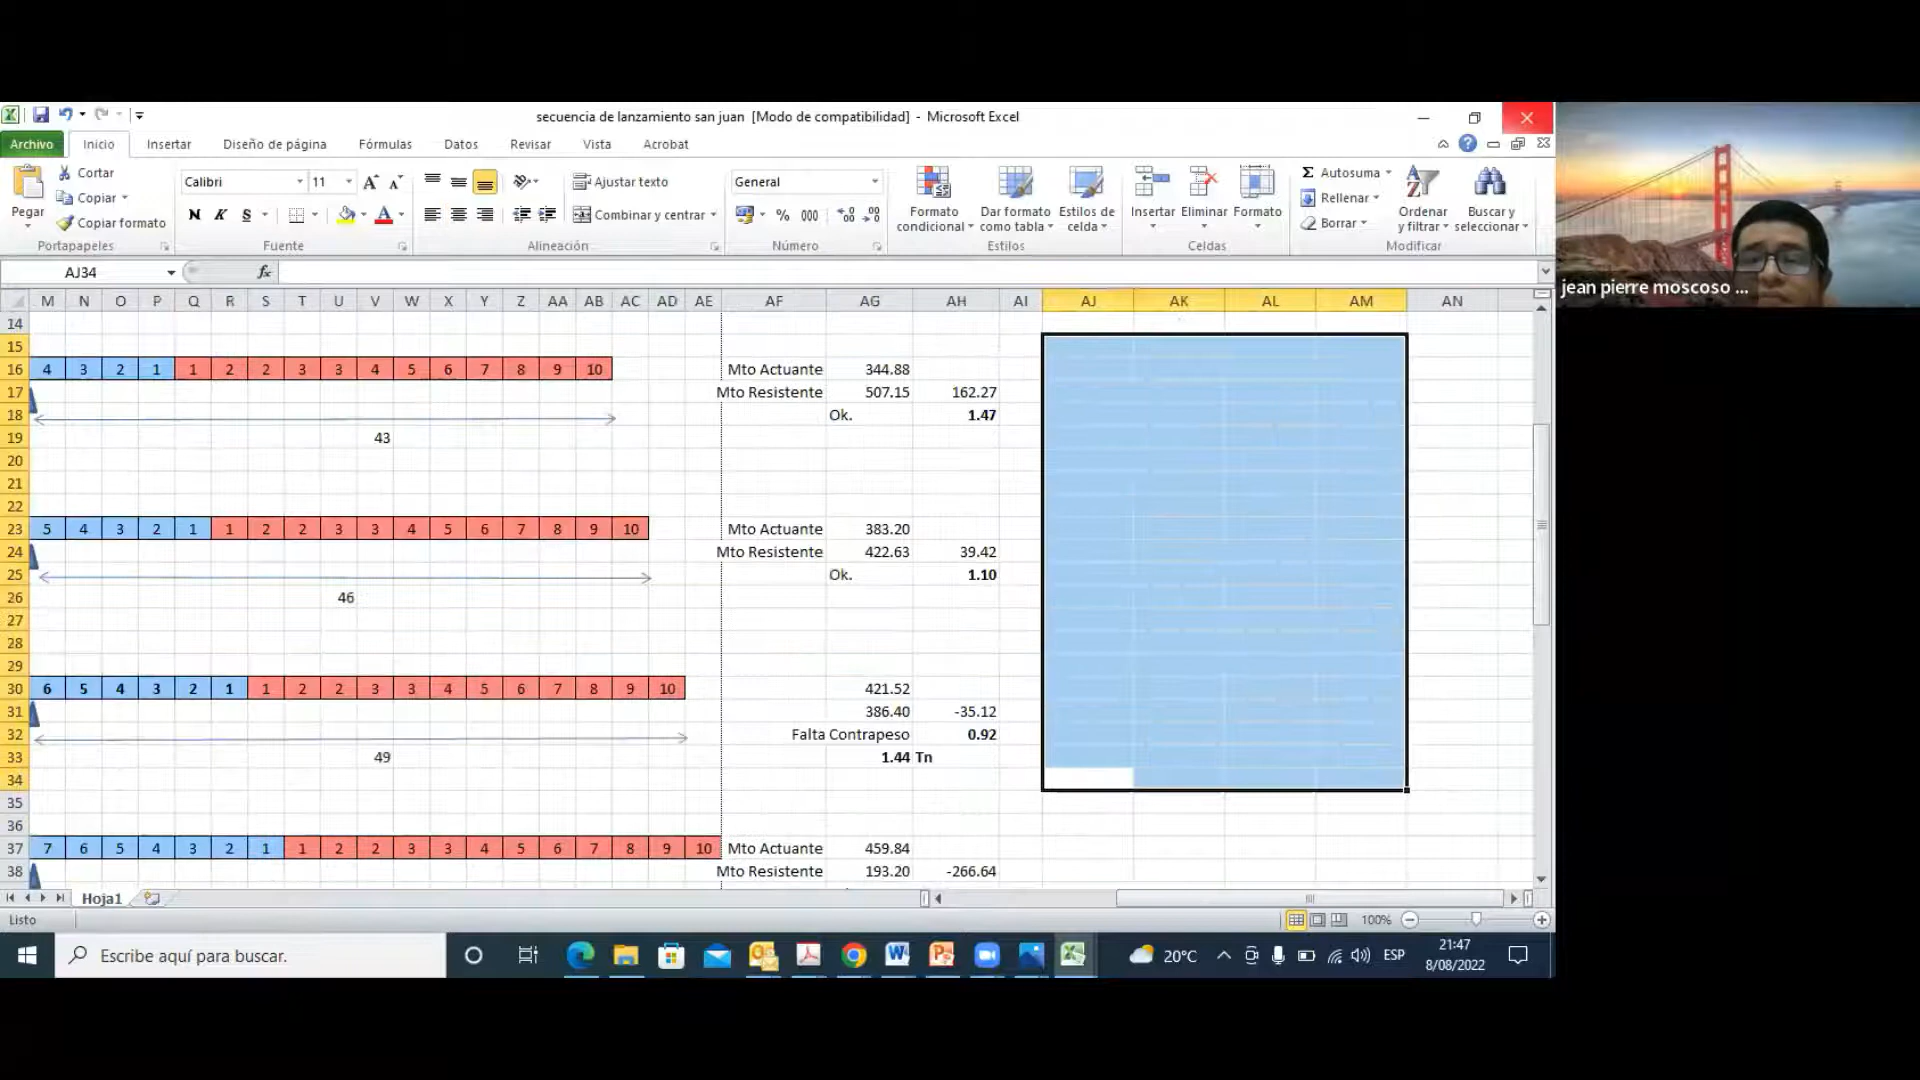 secuencia de lanzamiento san juan [Modo de compatibilidad] - Microsoft Excel
Archivo Inicio Insertar Diseño de página Fórmulas Datos Revisar Vista Acrobat
Pegar Cortar Copiar Copiar formato Portapapeles
Calibri 11 N K S Fuente
Ajustar texto Combinar y centrar Alineación
General % 000 Número
Formato condicional Dar formato como tabla Estilos de celda Estilos
Insertar Eliminar Formato Celdas
Σ Autosuma Rellenar Borrar Ordenar y filtrar Buscar y seleccionar Modificar
jean pierre moscoso ...
AJ34 fx
M N O P Q R S T U V W X Y Z AA AB AC AD AE AF AG AH AI AJ AK AL AM AN
14
15
16 4 3 2 1 1 2 2 3 3 4 5 6 7 8 9 10 Mto Actuante 344.88
17 Mto Resistente 507.15 162.27
18 Ok. 1.47
19 43
20
21
22
23 5 4 3 2 1 1 2 2 3 3 4 5 6 7 8 9 10 Mto Actuante 383.20
24 Mto Resistente 422.63 39.42
25 Ok. 1.10
26 46
27
28
29
30 6 5 4 3 2 1 1 2 2 3 3 4 5 6 7 8 9 10 421.52
31 386.40 -35.12
32 Falta Contrapeso 0.92
33 49 1.44 Tn
34
35
36
37 7 6 5 4 3 2 1 1 2 2 3 3 4 5 6 7 8 9 10 Mto Actuante 459.84
38 Mto Resistente 193.20 -266.64
Hoja1
Listo 100%
Escribe aquí para buscar. 20°C ESP 21:47
8/08/2022